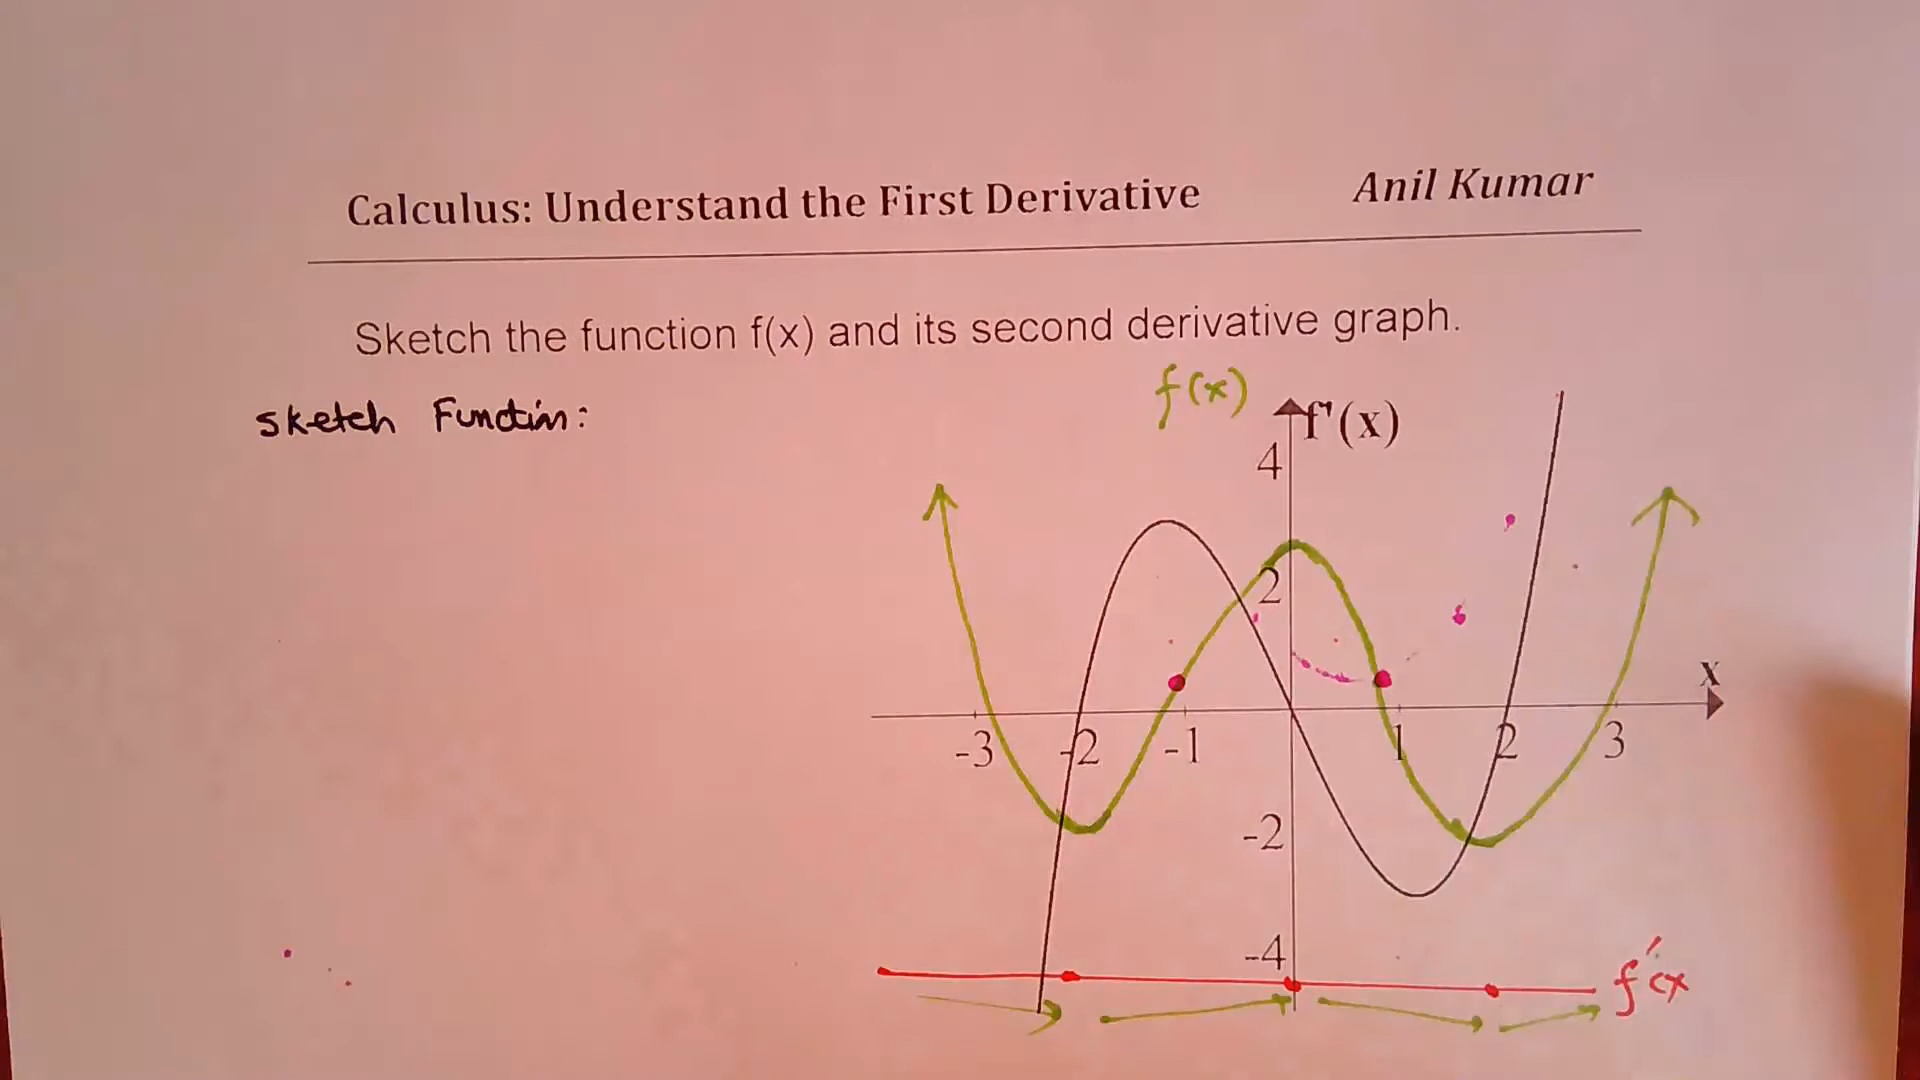 Calculus: Understand the First Derivative
Anil Kumar
Sketch the function f(x) and its second derivative graph.
sketch Functin:
f(x)
f'(x)
4
2
x
-3 -2 -1 1 2 3
-2
-4
f'(x